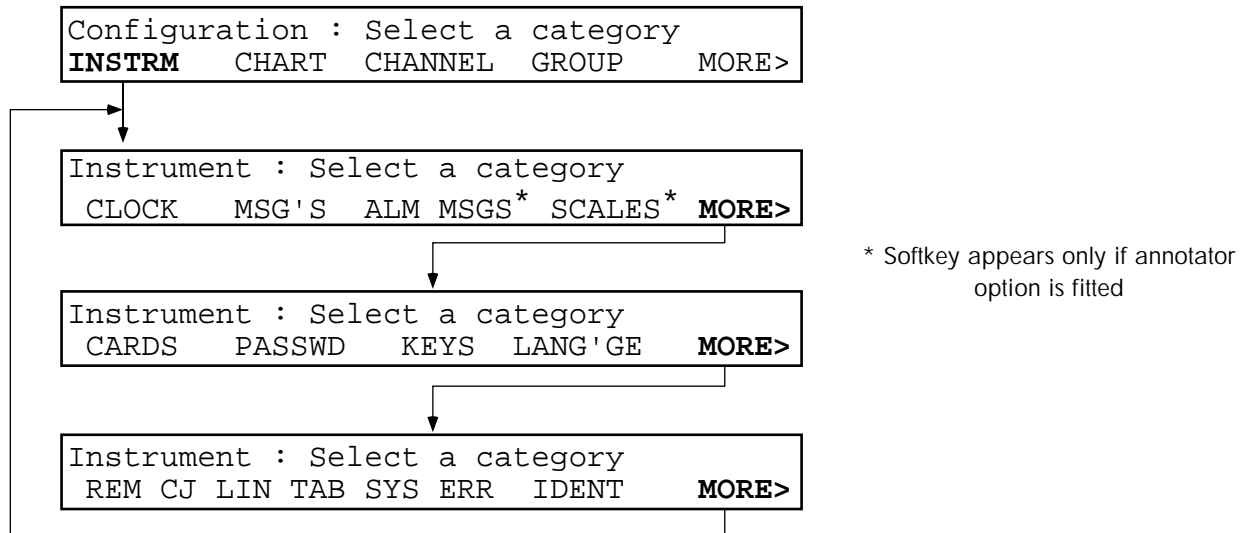 Configuration : Select a category
INSTRM CHART CHANNEL GROUP MORE>
Instrument : Select a category
CLOCK MSG'S ALM MSGS* SCALES* MORE>
* Softkey appears only if annotator
option is fitted
Instrument : Select a category
CARDS PASSWD KEYS LANG'GE MORE>
Instrument : Select a category
REM CJ LIN TAB SYS ERR IDENT MORE>